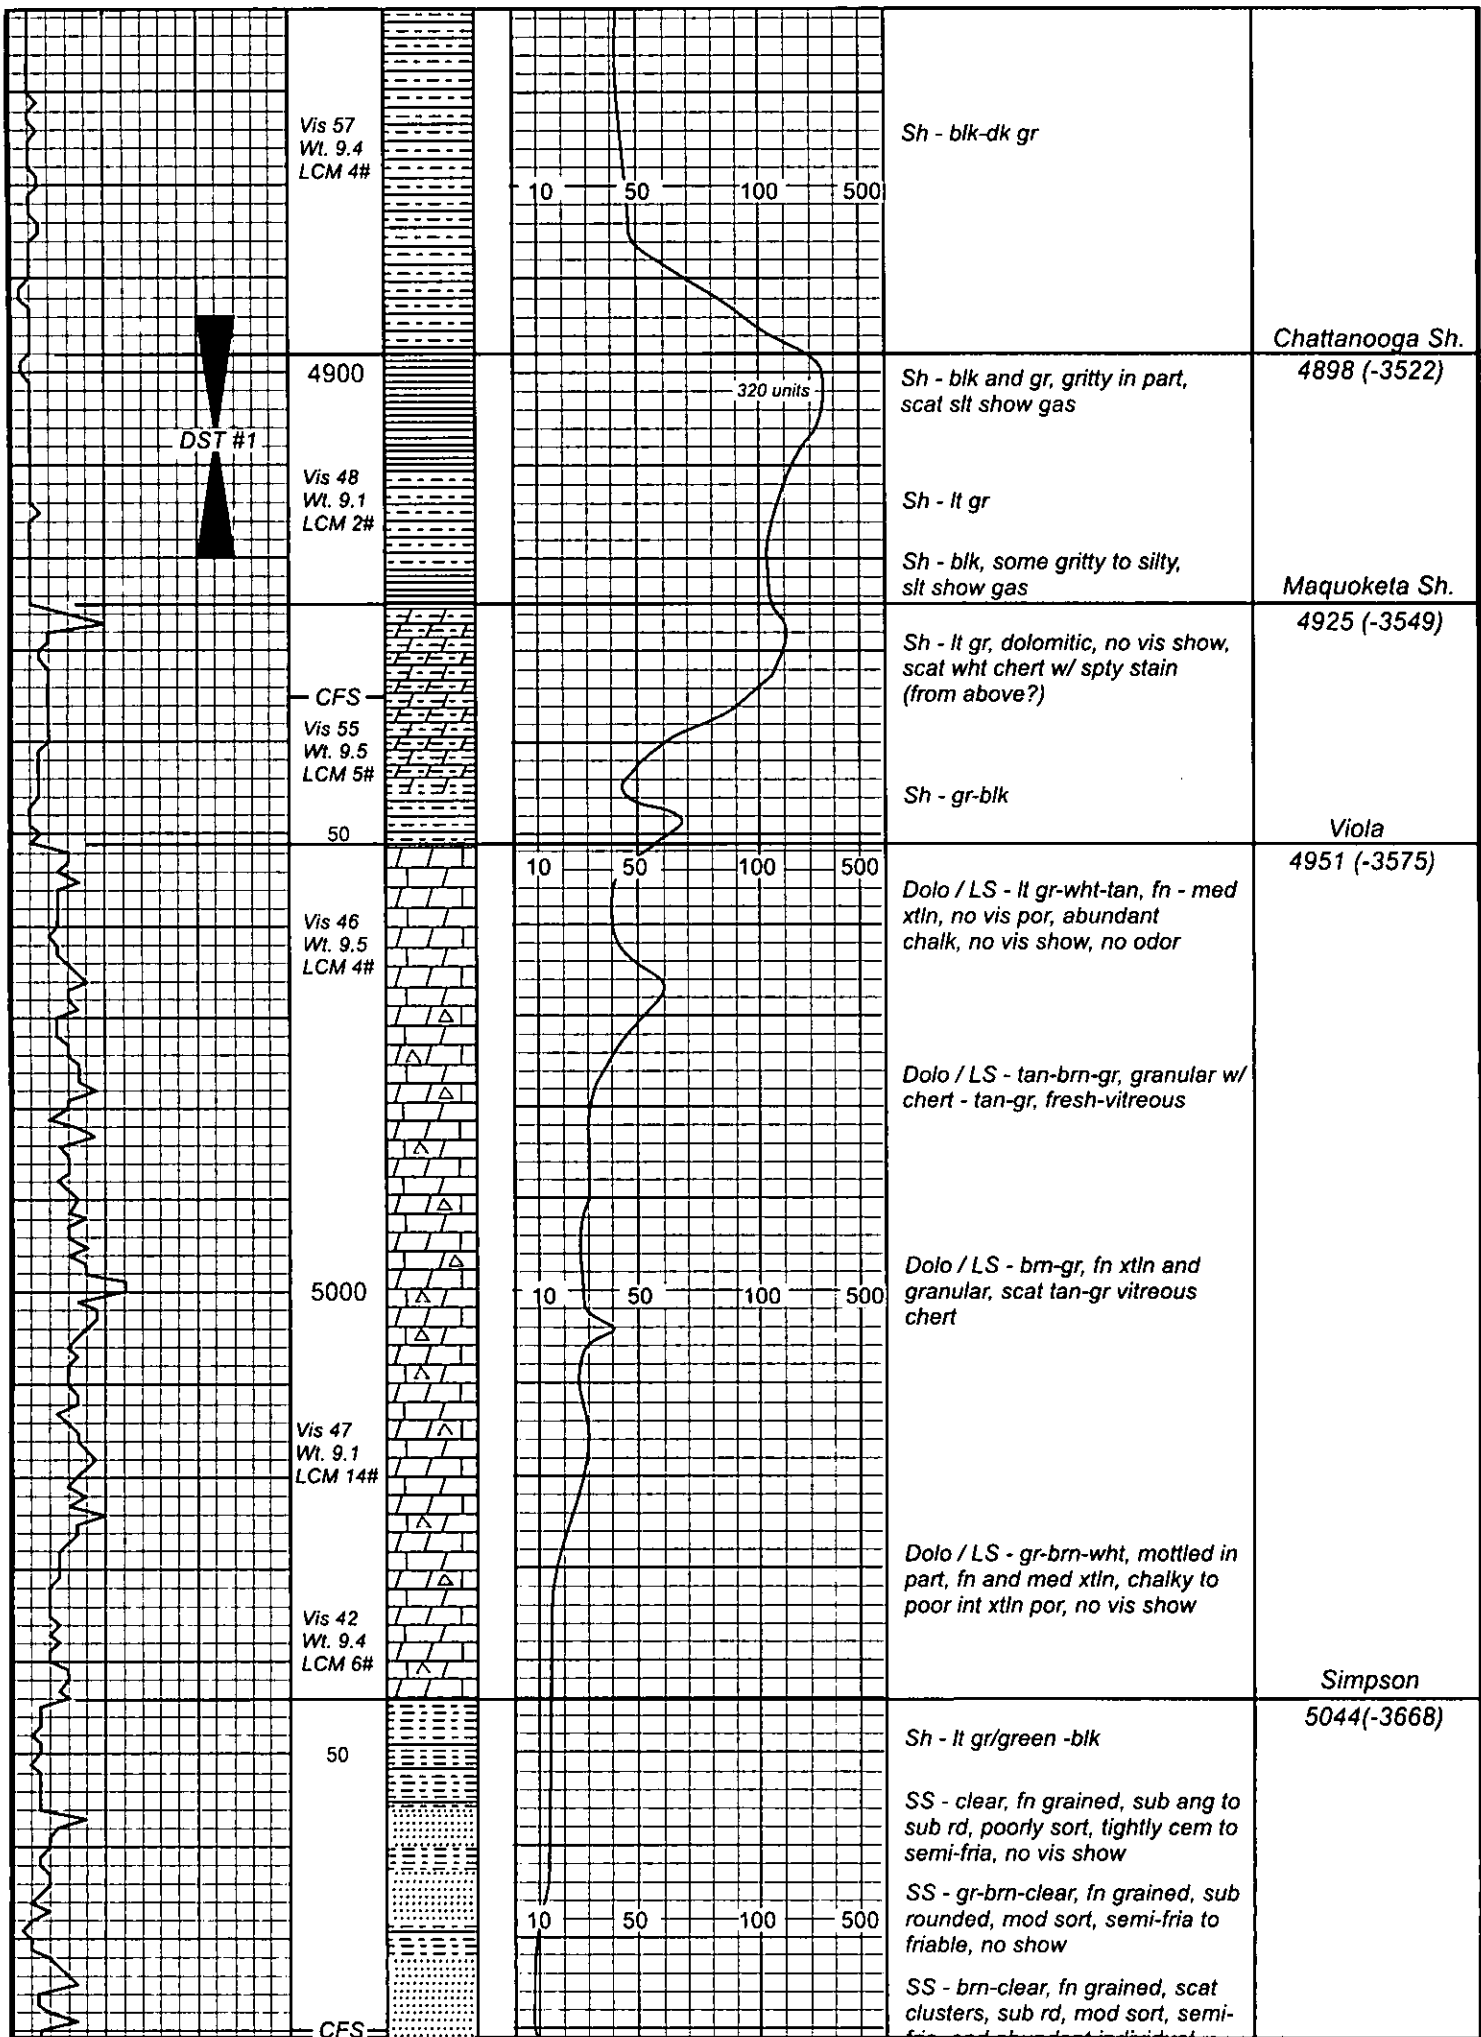 Vis 57
Wt. 9.4
LCM 4#
Sh - blk-dk gr
10 50 100 500
Chattanooga Sh.
4900
320 units
Sh - blk and gr, gritty in part,
scat slt show gas
4898 (-3522)
DST #1
Vis 48
Wt. 9.1
LCM 2#
Sh - lt gr
Sh - blk, some gritty to silty,
slt show gas
Maquoketa Sh.
4925 (-3549)
Sh - lt gr, dolomitic, no vis show,
scat wht chert w/ spty stain
(from above?)
CFS
Vis 55
Wt. 9.5
LCM 5#
Sh - gr-blk
50
Viola
10 50 100 500
4951 (-3575)
Dolo / LS - lt gr-wht-tan, fn - med
xtln, no vis por, abundant
chalk, no vis show, no odor
Vis 46
Wt. 9.5
LCM 4#
Dolo / LS - tan-brn-gr, granular w/
chert - tan-gr, fresh-vitreous
Dolo / LS - brn-gr, fn xtln and
granular, scat tan-gr vitreous
chert
5000
10 50 100 500
Vis 47
Wt. 9.1
LCM 14#
Dolo / LS - gr-brn-wht, mottled in
part, fn and med xtln, chalky to
poor int xtln por, no vis show
Vis 42
Wt. 9.4
LCM 6#
Simpson
5044(-3668)
Sh - lt gr/green -blk
50
SS - clear, fn grained, sub ang to
sub rd, poorly sort, tightly cem to
semi-fria, no vis show
SS - gr-brn-clear, fn grained, sub
rounded, mod sort, semi-fria to
friable, no show
10 50 100 500
SS - brn-clear, fn grained, scat
clusters, sub rd, mod sort, semi-
CFS